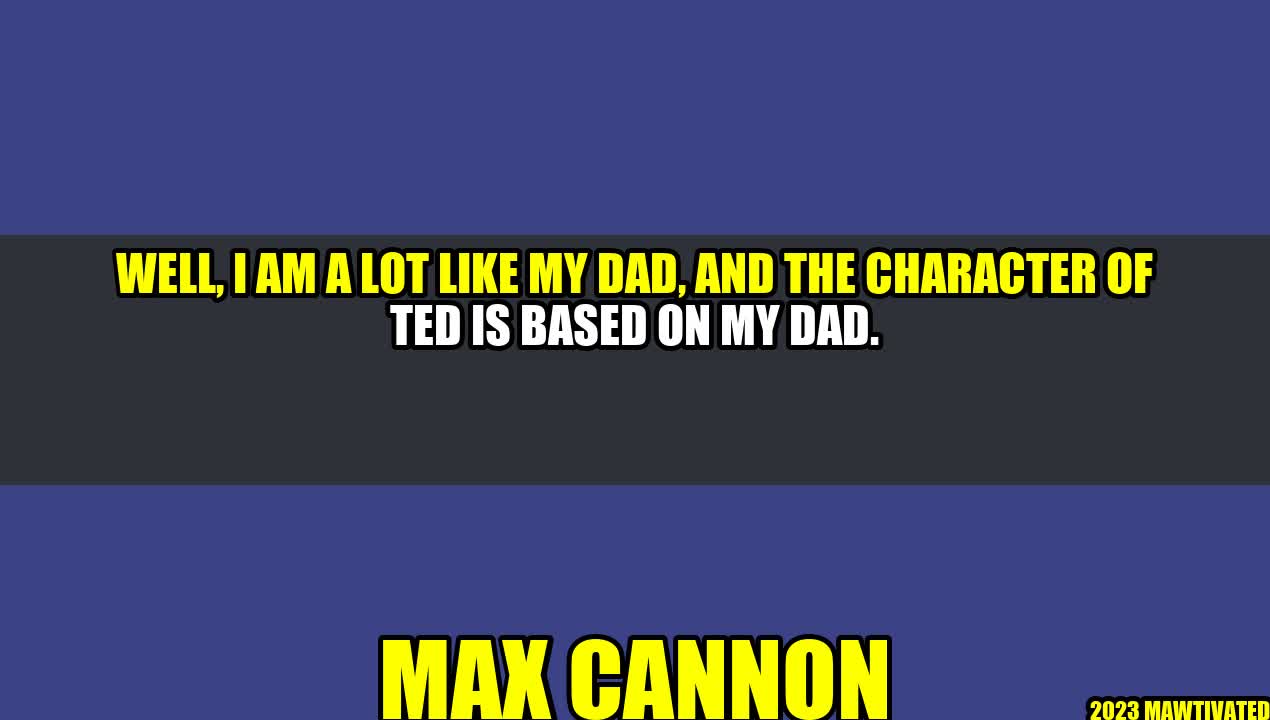 WELL, I AM A LOT LIKE MY DAD, AND THE CHARACTER OF
TED IS BASED ON MY DAD.
MAX CANNON
2023 MAWTIVATED